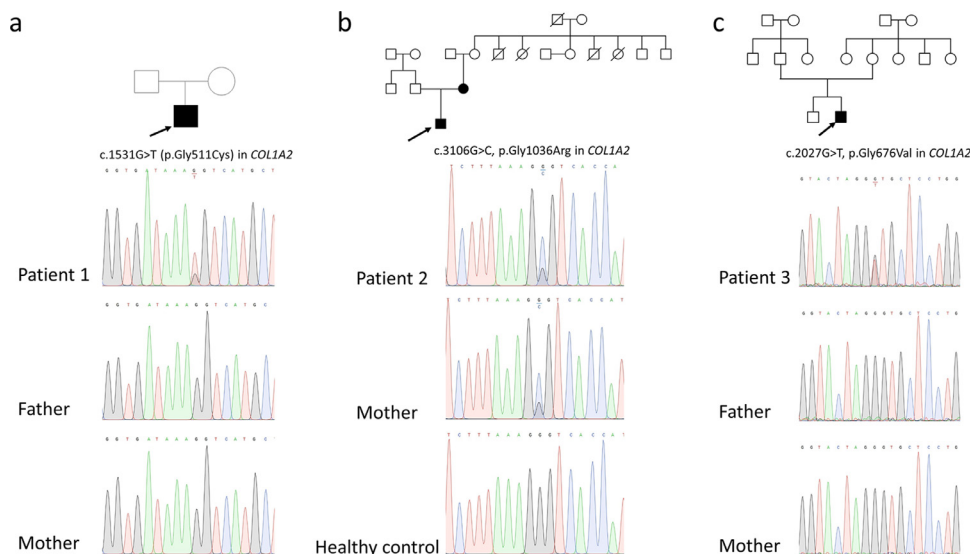 a
b
c
c.1531G>T (p.Gly511Cys) in COL1A2
G G T G A T A A A G G T C A T G C T
T
Patient 1
G G T G A T A A A G G T C A T G C
Father
G G T G A T A A A G G T C A T G C
Mother
c.3106G>C, p.Gly1036Arg in COL1A2
T C T T T A A A G G G T C A C C A
C
Patient 2
T C T T T A A A G G G T C A C C A T
C
Mother
T C T T T A A A G G G T C A C C A T
Healthy control
c.2027G>T, p.Gly676Val in COL1A2
G T A C T A G G G T G C T C C T G G
T
Patient 3
G G T A C T A G G G T G C T C C T G
Father
G G T A C T A G G G T G C T C C T G
Mother